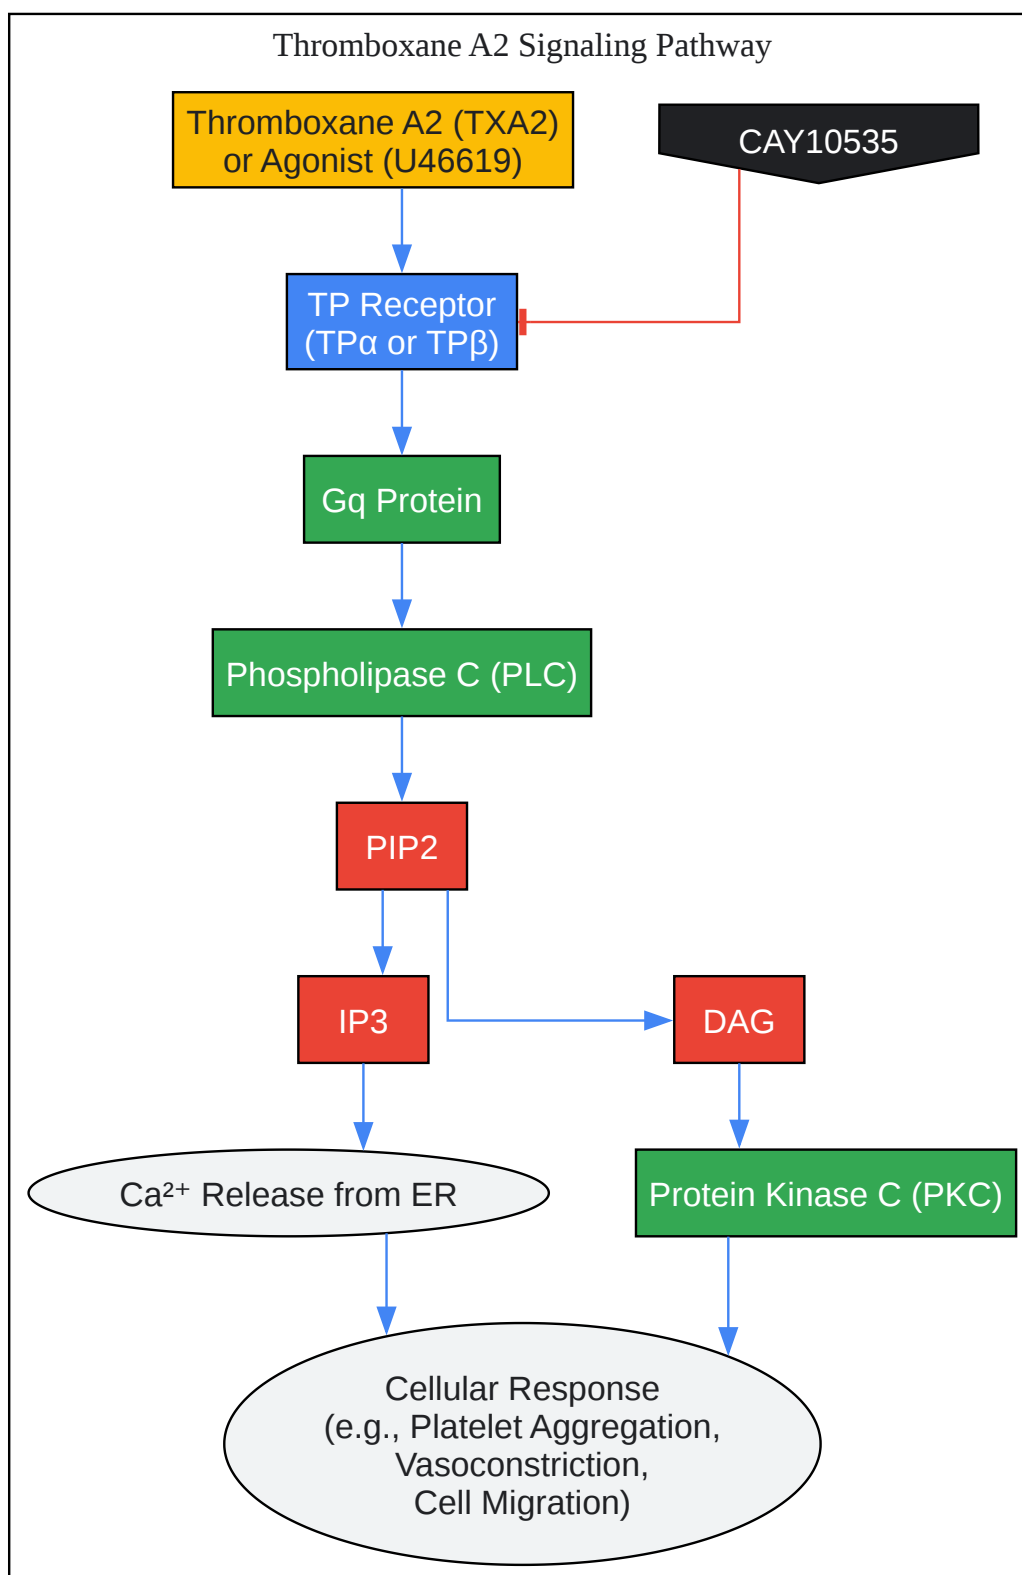 Thromboxane A2 Signaling Pathway
Thromboxane A2 (TXA2)
or Agonist (U46619)
CAY10535
TP Receptor
(TPα or TPβ)
Gq Protein
Phospholipase C (PLC)
PIP2
IP3
DAG
Ca²⁺ Release from ER
Protein Kinase C (PKC)
Cellular Response
(e.g., Platelet Aggregation,
Vasoconstriction,
Cell Migration)